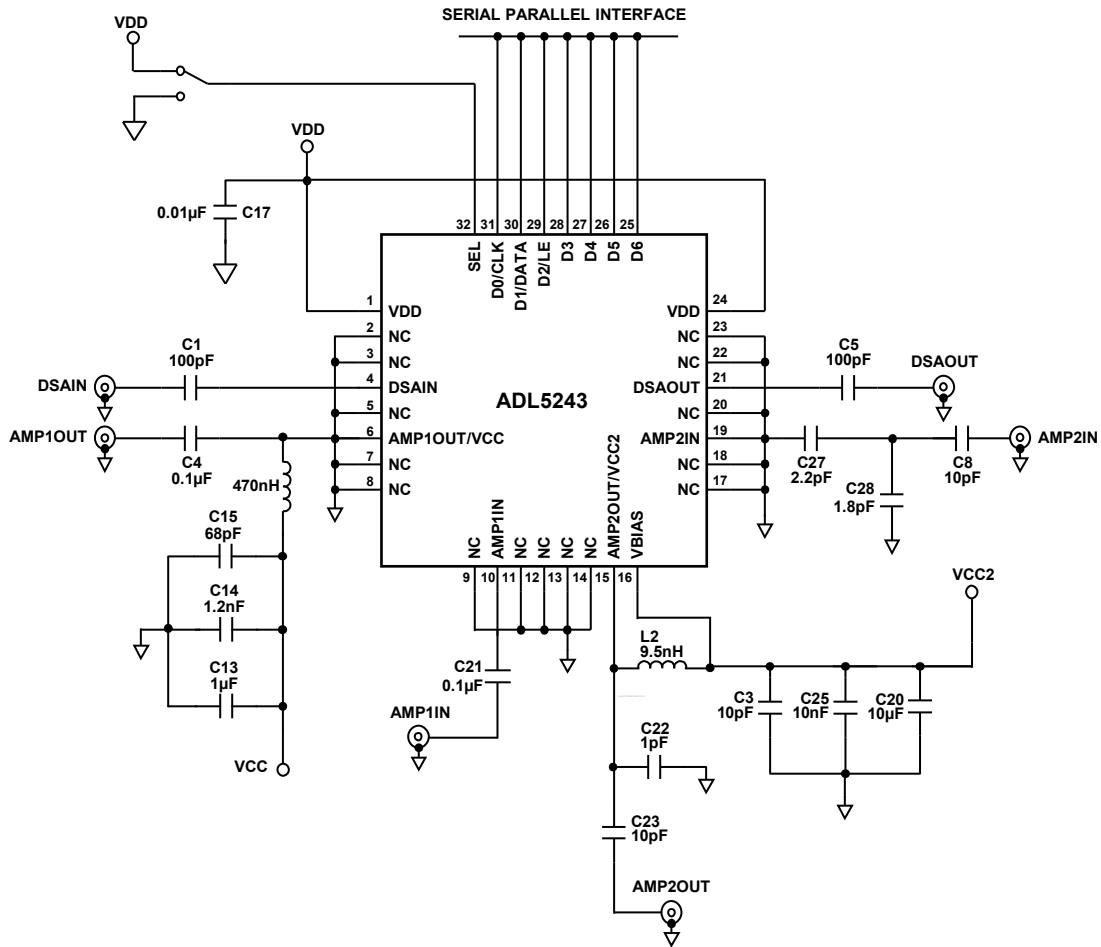 SERIAL PARALLEL INTERFACE
VDD
VDD
0.01µF C17
32 31 30 29 28 27 26 25
SEL
D0/CLK
D1/DATA
D2/LE
D3
D4
D5
D6
1 VDD
2 NC
3 NC
4 DSAIN
5 NC
6 AMP1OUT/VCC
7 NC
8 NC
ADL5243
VDD 24
NC 23
NC 22
DSAOUT 21
NC 20
AMP2IN 19
NC 18
NC 17
NC
AMP1IN
NC
NC
NC
NC
AMP2OUT/VCC2
VBIAS
9 10 11 12 13 14 15 16
C1
100pF
DSAIN
AMP1OUT
C4
0.1µF
470nH
C15
68pF
C14
1.2nF
C13
1µF
VCC
C5
100pF
DSAOUT
AMP2IN
C27
2.2pF
C8
10pF
C28
1.8pF
C21
0.1µF
AMP1IN
L2
9.5nH
VCC2
C3
10pF
C25
10nF
C20
10µF
C22
1pF
C23
10pF
AMP2OUT